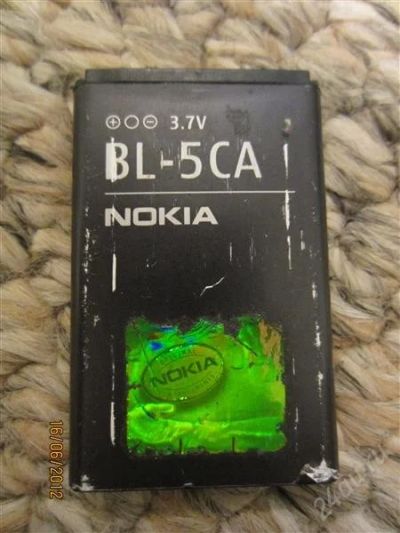 ⊕○⊖ 3.7V
BL-5CA
NOKIA
NOKIA
16/06/2012